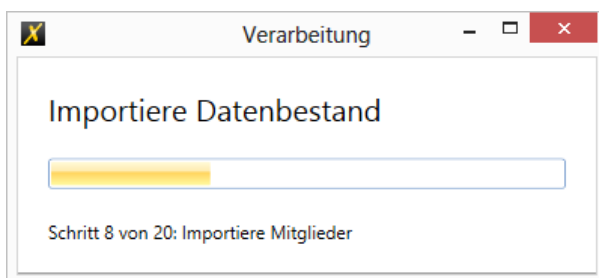 Verarbeitung
Importiere Datenbestand
Schritt 8 von 20: Importiere Mitglieder